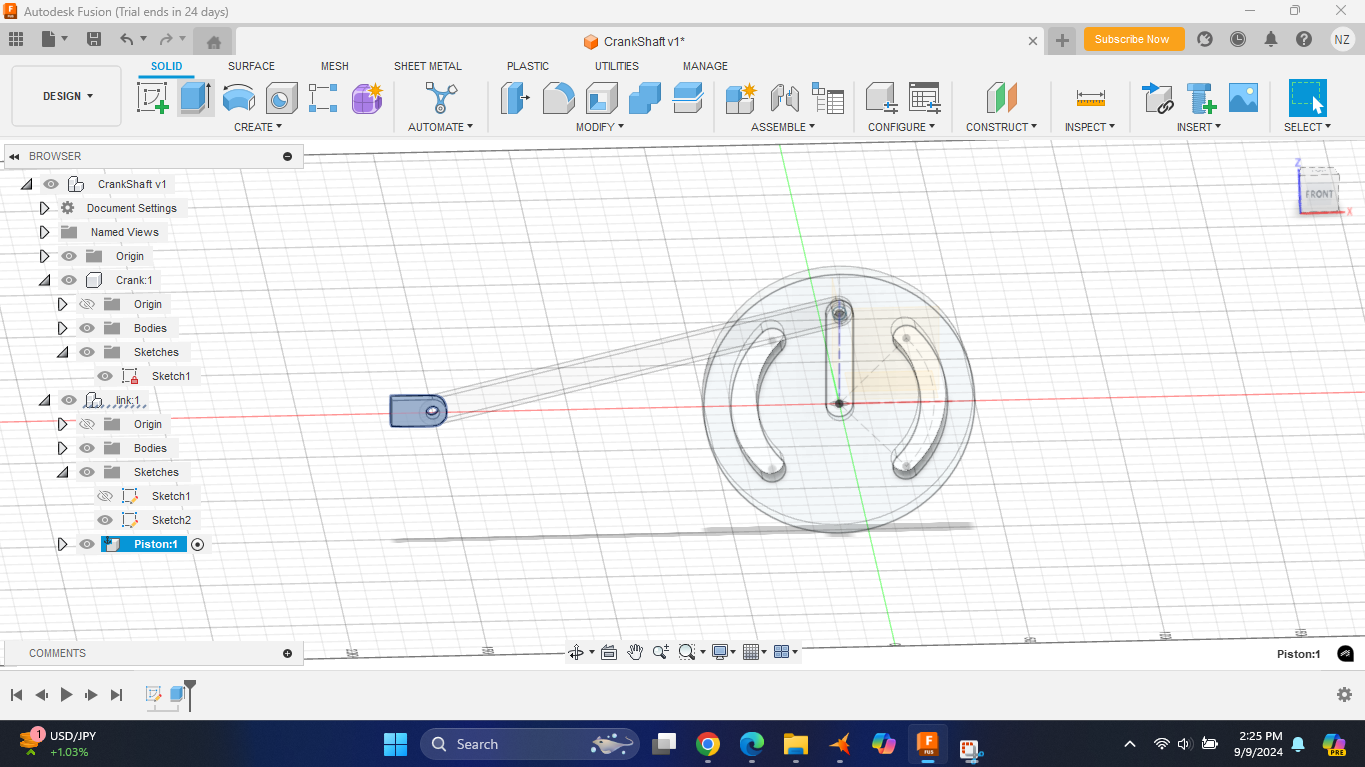 Autodesk Fusion (Trial ends in 24 days)
CrankShaft v1*
Subscribe Now
NZ
SOLID
SURFACE
MESH
SHEET METAL
PLASTIC
UTILITIES
MANAGE
DESIGN
CREATE
AUTOMATE
MODIFY
ASSEMBLE
CONFIGURE
CONSTRUCT
INSPECT
INSERT
SELECT
BROWSER
CrankShaft v1
Document Settings
Named Views
Origin
Crank:1
Origin
Bodies
Sketches
Sketch1
link:1
Origin
Bodies
Sketches
Sketch1
Sketch2
Piston:1
Z
FRONT
X
COMMENTS
Piston:1
1
USD/JPY
+1.03%
Search
F
FUS
2:25 PM
9/9/2024
PRE